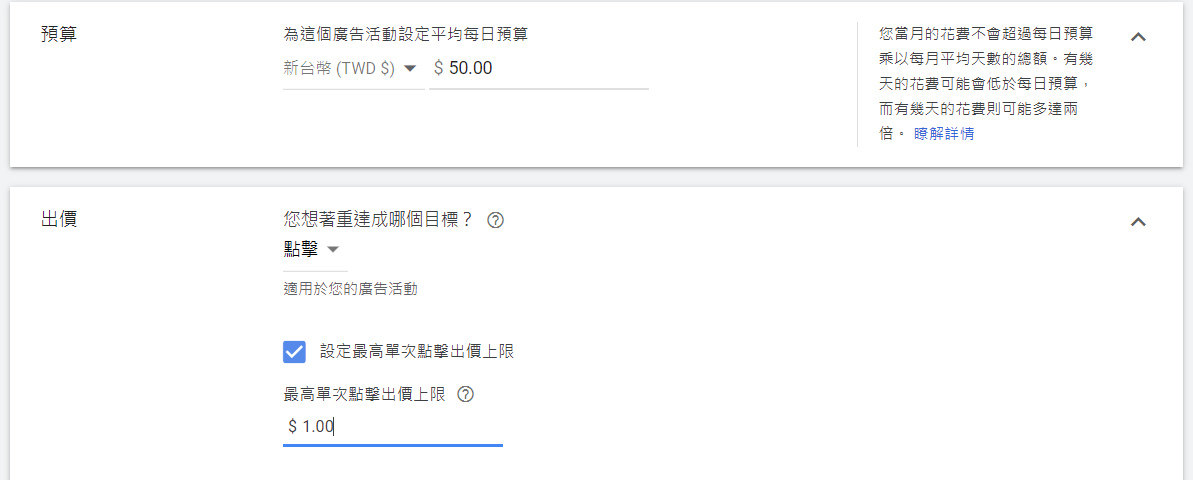 預算
為這個廣告活動設定平均每日預算
新台幣 (TWD $)
$ 50.00
您當月的花費不會超過每日預算
乘以每月平均天數的總額。有幾
天的花費可能會低於每日預算，
而有幾天的花費則可能多達兩
倍。 瞭解詳情
出價
您想著重達成哪個目標？
點擊
適用於您的廣告活動
設定最高單次點擊出價上限
最高單次點擊出價上限
$ 1.00